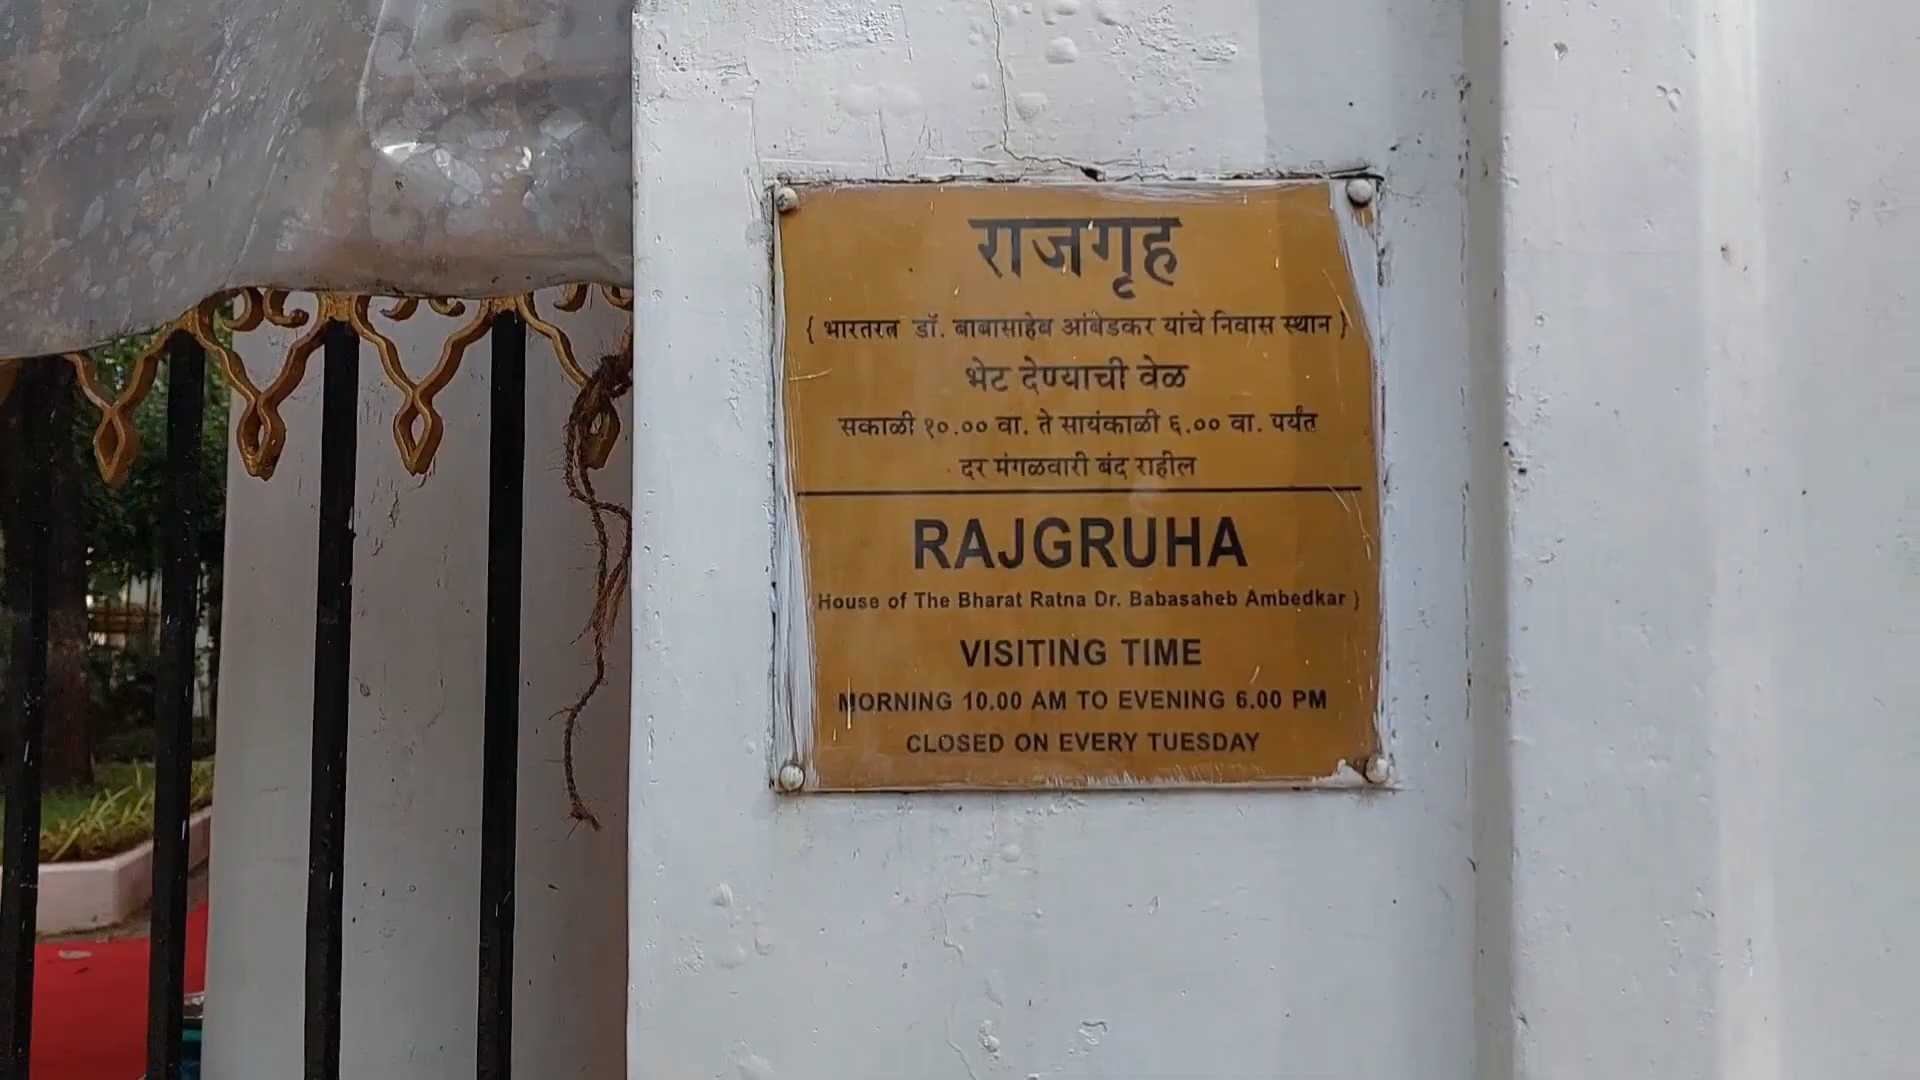 राजगृह
{ भारतरत्न डॉ. बाबासाहेब आंबेडकर यांचे निवास स्थान }
भेट देण्याची वेळ
सकाळी १०.०० वा. ते सायंकाळी ६.०० वा. पर्यंत
दर मंगळवारी बंद राहील
RAJGRUHA
House of The Bharat Ratna Dr. Babasaheb Ambedkar )
VISITING TIME
MORNING 10.00 AM TO EVENING 6.00 PM
CLOSED ON EVERY TUESDAY